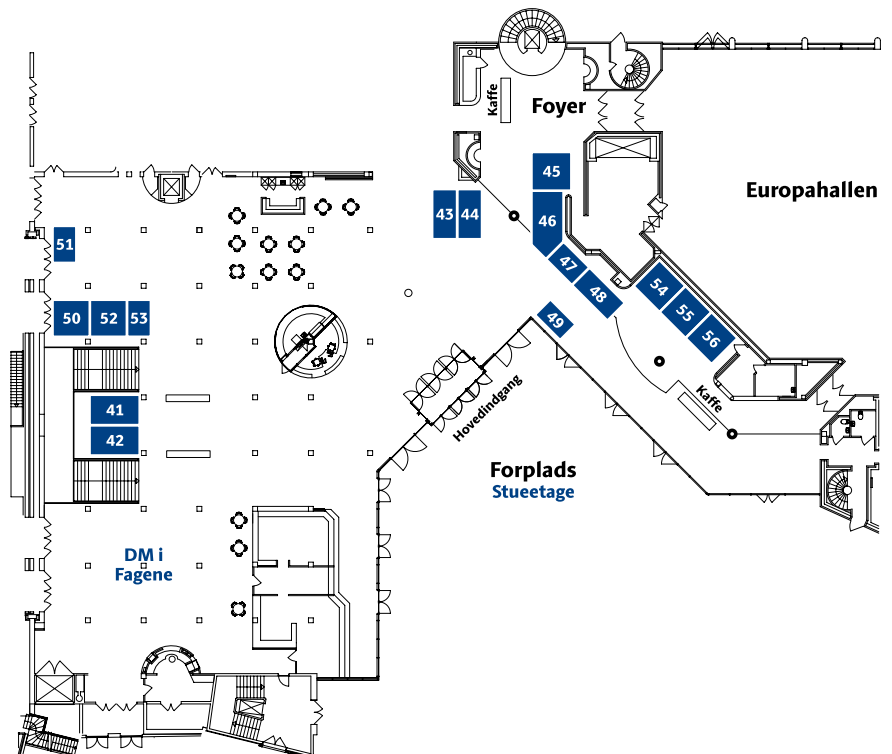 Kaffe
Foyer
Europahallen
45
43
44
46
51
47
48
54
55
56
50
52
53
49
41
42
Kaffe
Hovedindgang
Forplads
Stueetage
DM i
Fagene